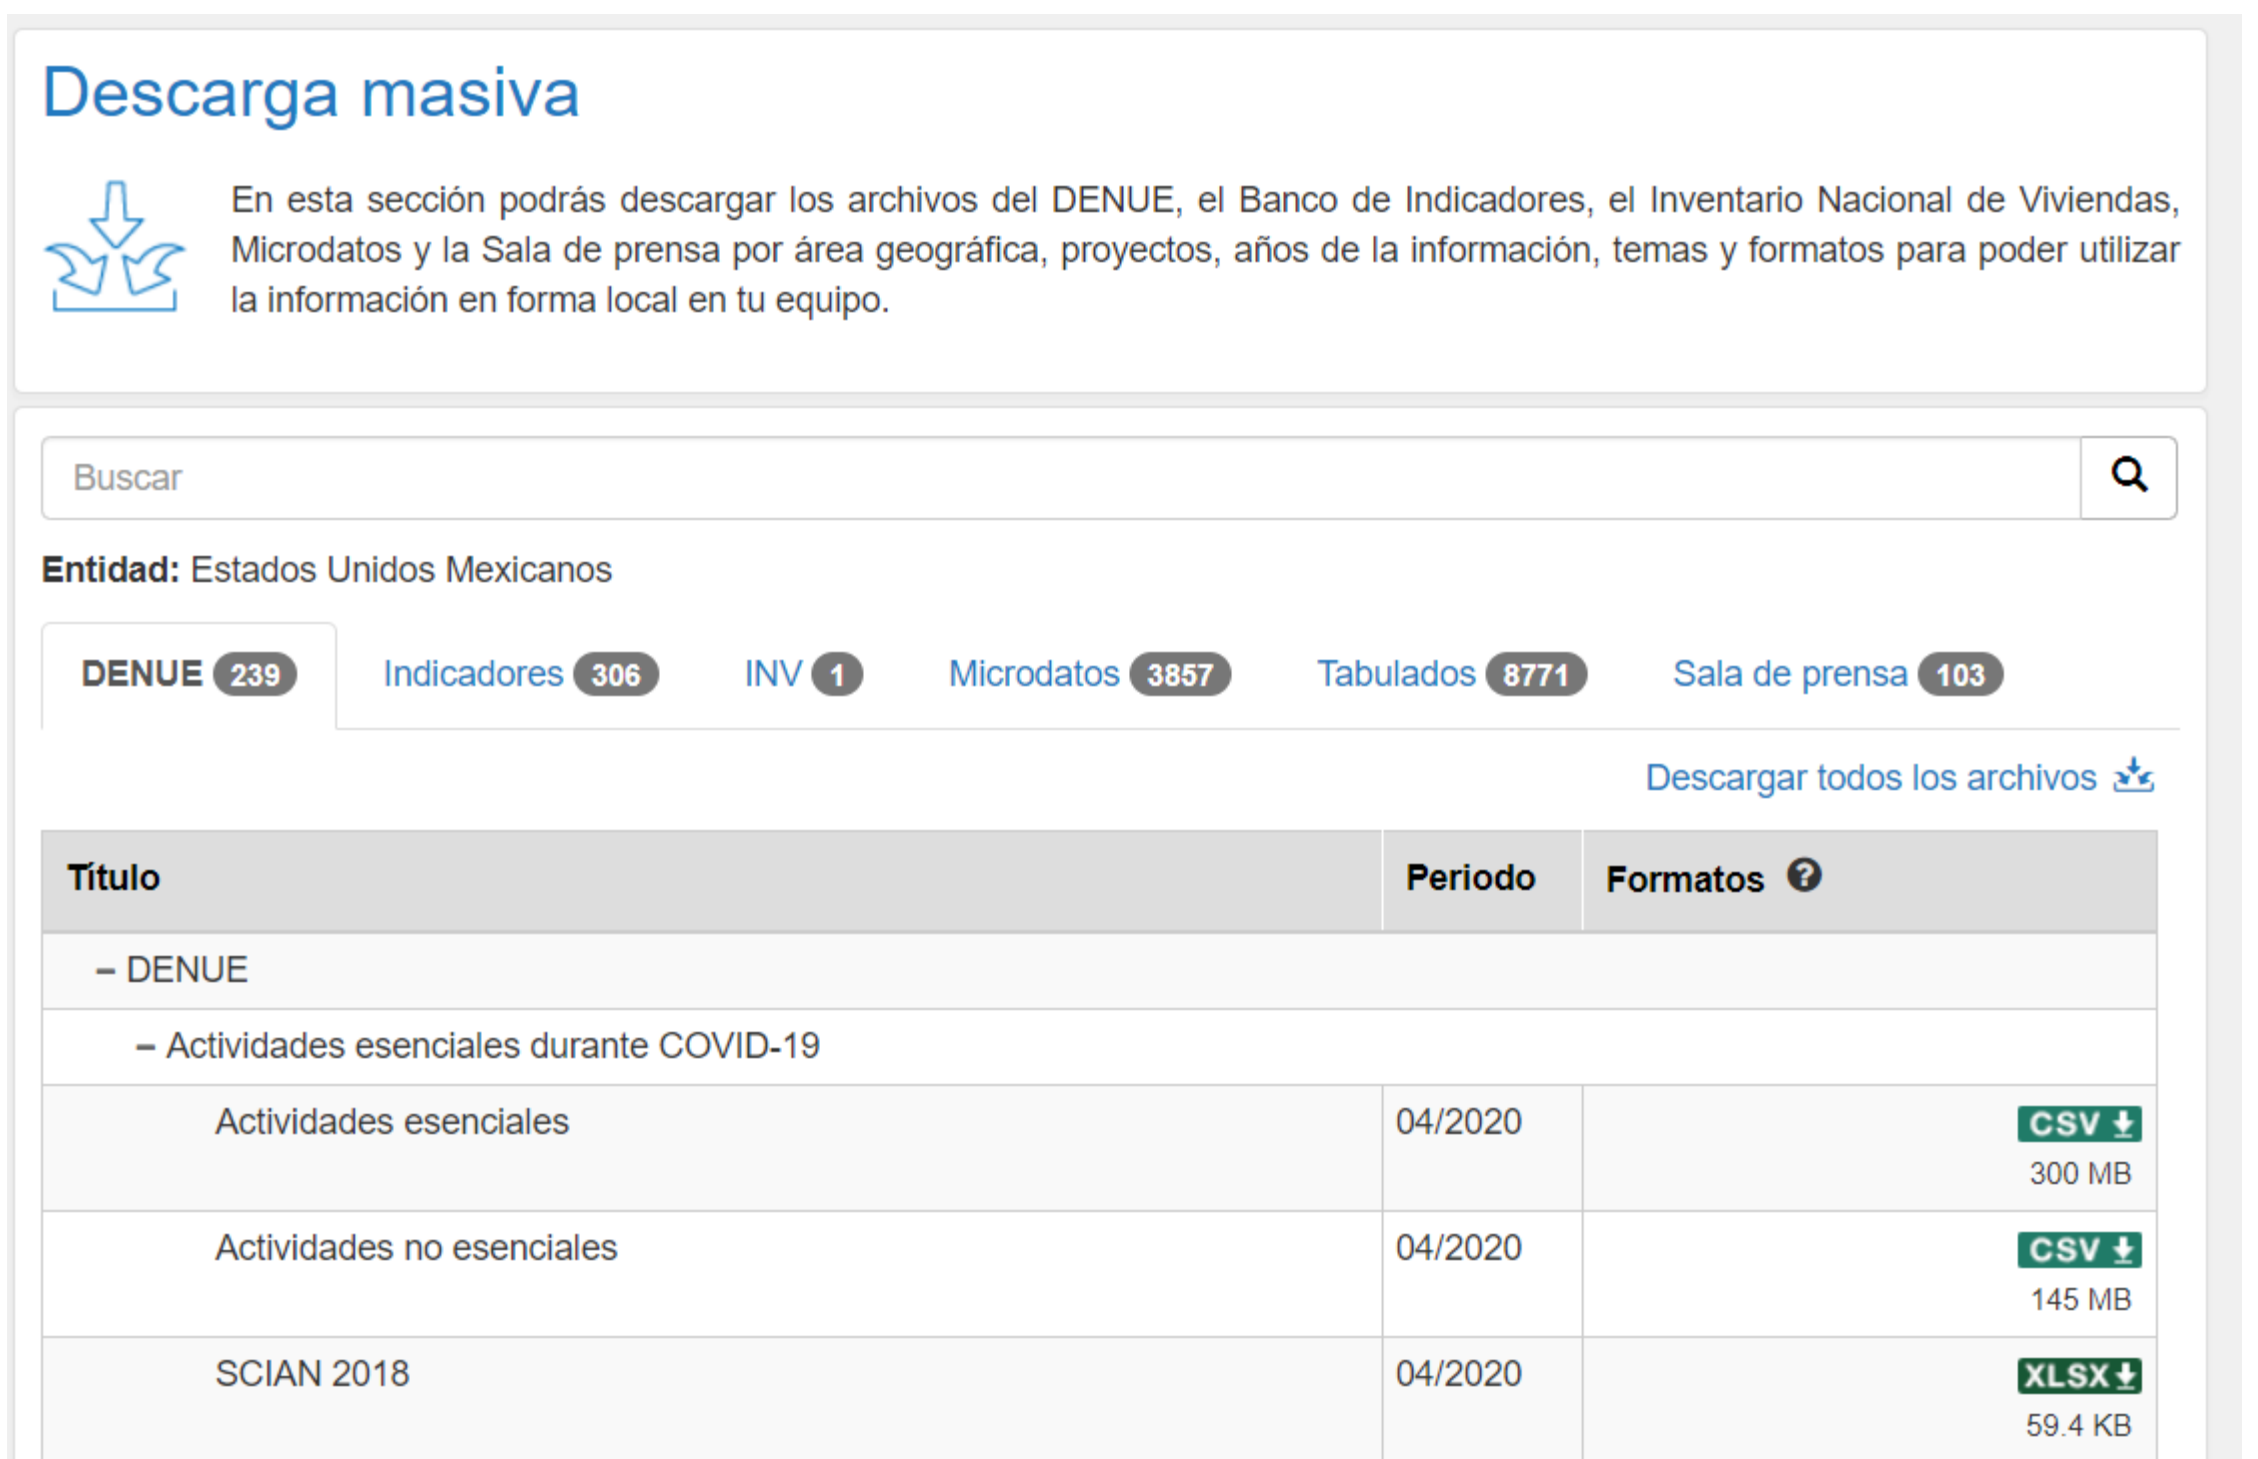 Descarga masiva
En esta sección podrás descargar los archivos del DENUE, el Banco de Indicadores, el Inventario Nacional de Viviendas,
Microdatos y la Sala de prensa por área geográfica, proyectos, años de la información, temas y formatos para poder utilizar
la información en forma local en tu equipo.
Buscar
Entidad: Estados Unidos Mexicanos
DENUE 239 Indicadores 306 INV 1 Microdatos 3857 Tabulados 8771 Sala de prensa 103
Descargar todos los archivos
Título Periodo Formatos ?
– DENUE
– Actividades esenciales durante COVID-19
Actividades esenciales 04/2020 CSV
300 MB
Actividades no esenciales 04/2020 CSV
145 MB
SCIAN 2018 04/2020 XLSX
59.4 KB